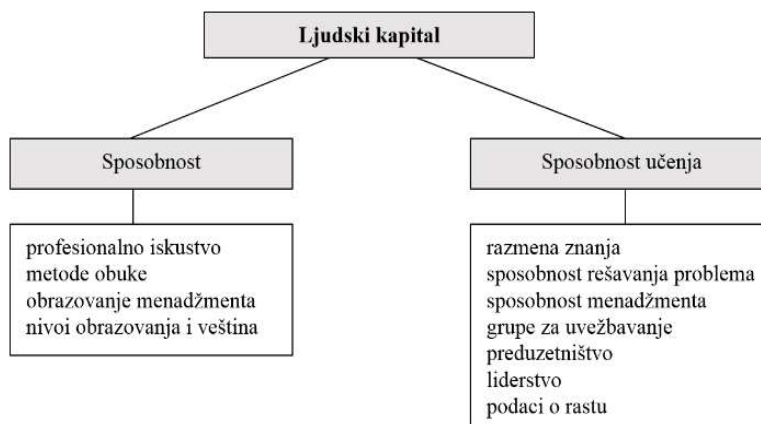 Ljudski kapital
Sposobnost
profesionalno iskustvo
metode obuke
obrazovanje menadžmenta
nivoi obrazovanja i veština
Sposobnost učenja
razmena znanja
sposobnost rešavanja problema
sposobnost menadžmenta
grupe za uvežbavanje
preduzetništvo
liderstvo
podaci o rastu